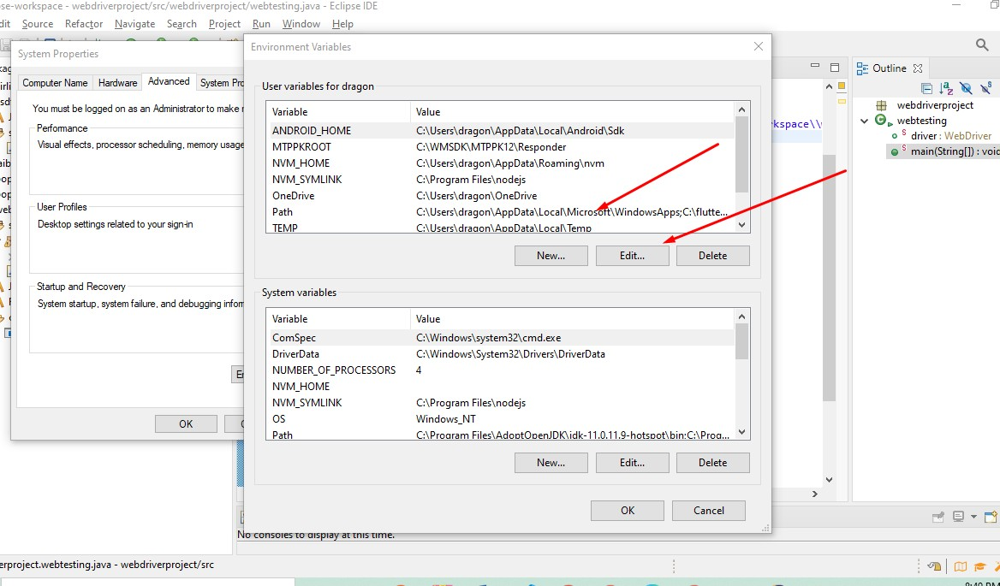 ose-workspace - webdriverproject/src/webdriverproject/webtesting.java - Eclipse IDE
dit Source Refactor Navigate Search Project Run Window Help
System Properties
Computer Name Hardware Advanced System Pro
You must be logged on as an Administrator to make
Performance
Visual effects, processor scheduling, memory usage
User Profiles
Desktop settings related to your sign-in
Startup and Recovery
System startup, system failure, and debugging infor
OK
Environment Variables
User variables for dragon
Variable Value
ANDROID_HOME C:\Users\dragon\AppData\Local\Android\Sdk
MTPPKROOT C:\WMSDK\MTPPK12\Responder
NVM_HOME C:\Users\dragon\AppData\Roaming\nvm
NVM_SYMLINK C:\Program Files\nodejs
OneDrive C:\Users\dragon\OneDrive
Path C:\Users\dragon\AppData\Local\Microsoft\WindowsApps;C:\flutte...
TEMP C:\Users\dragon\AppData\Local\Temp
New... Edit... Delete
System variables
Variable Value
ComSpec C:\Windows\system32\cmd.exe
DriverData C:\Windows\System32\Drivers\DriverData
NUMBER_OF_PROCESSORS 4
NVM_HOME
NVM_SYMLINK C:\Program Files\nodejs
OS Windows_NT
Path C:\Program Files\AdoptOpenJDK\jdk-11.0.11.9-hotspot\bin;C:\Prog...
New... Edit... Delete
OK Cancel
kspace\\
Outline
webdriverproject
webtesting
driver : WebDriver
main(String[]) : void
No consoles to display at this time.
erproject.webtesting.java - webdriverproject/src
8:40 PM